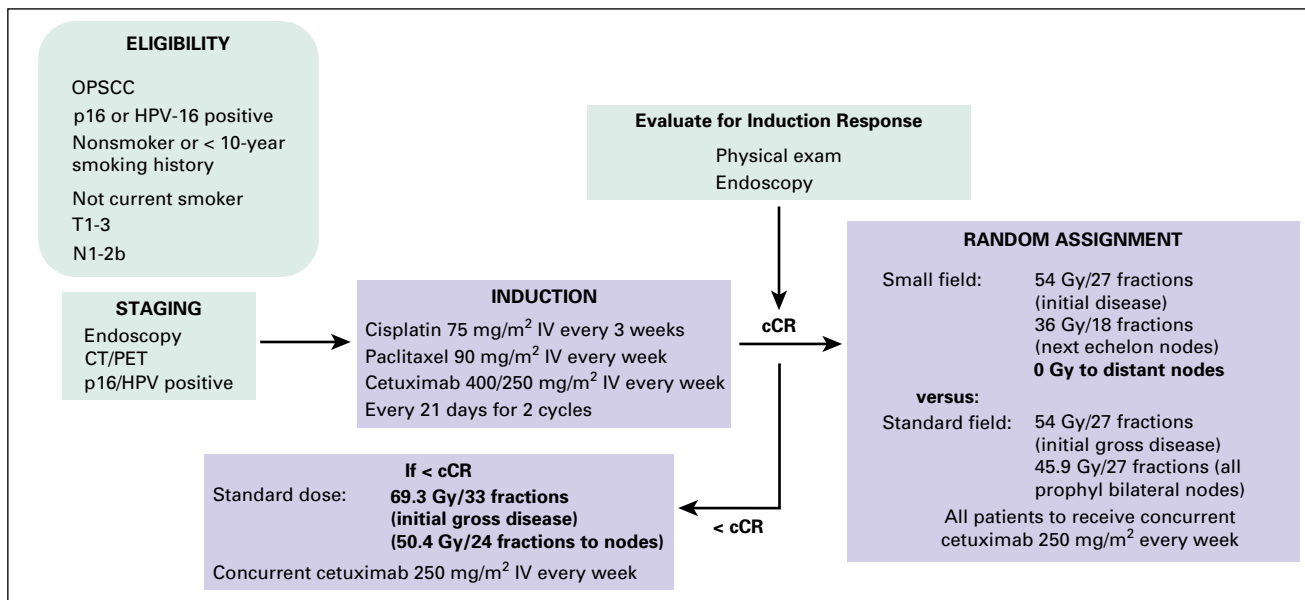 ELIGIBILITY
OPSCC
p16 or HPV-16 positive
Nonsmoker or < 10-year
smoking history
Not current smoker
T1-3
N1-2b
STAGING
Endoscopy
CT/PET
p16/HPV positive
INDUCTION
Cisplatin 75 mg/m² IV every 3 weeks
Paclitaxel 90 mg/m² IV every week
Cetuximab 400/250 mg/m² IV every week
Every 21 days for 2 cycles
Evaluate for Induction Response
Physical exam
Endoscopy
cCR
< cCR
If < cCR
Standard dose: 69.3 Gy/33 fractions
(initial gross disease)
(50.4 Gy/24 fractions to nodes)
Concurrent cetuximab 250 mg/m² IV every week
RANDOM ASSIGNMENT
Small field: 54 Gy/27 fractions
(initial disease)
36 Gy/18 fractions
(next echelon nodes)
0 Gy to distant nodes
versus:
Standard field: 54 Gy/27 fractions
(initial gross disease)
45.9 Gy/27 fractions (all
prophyl bilateral nodes)
All patients to receive concurrent
cetuximab 250 mg/m² every week